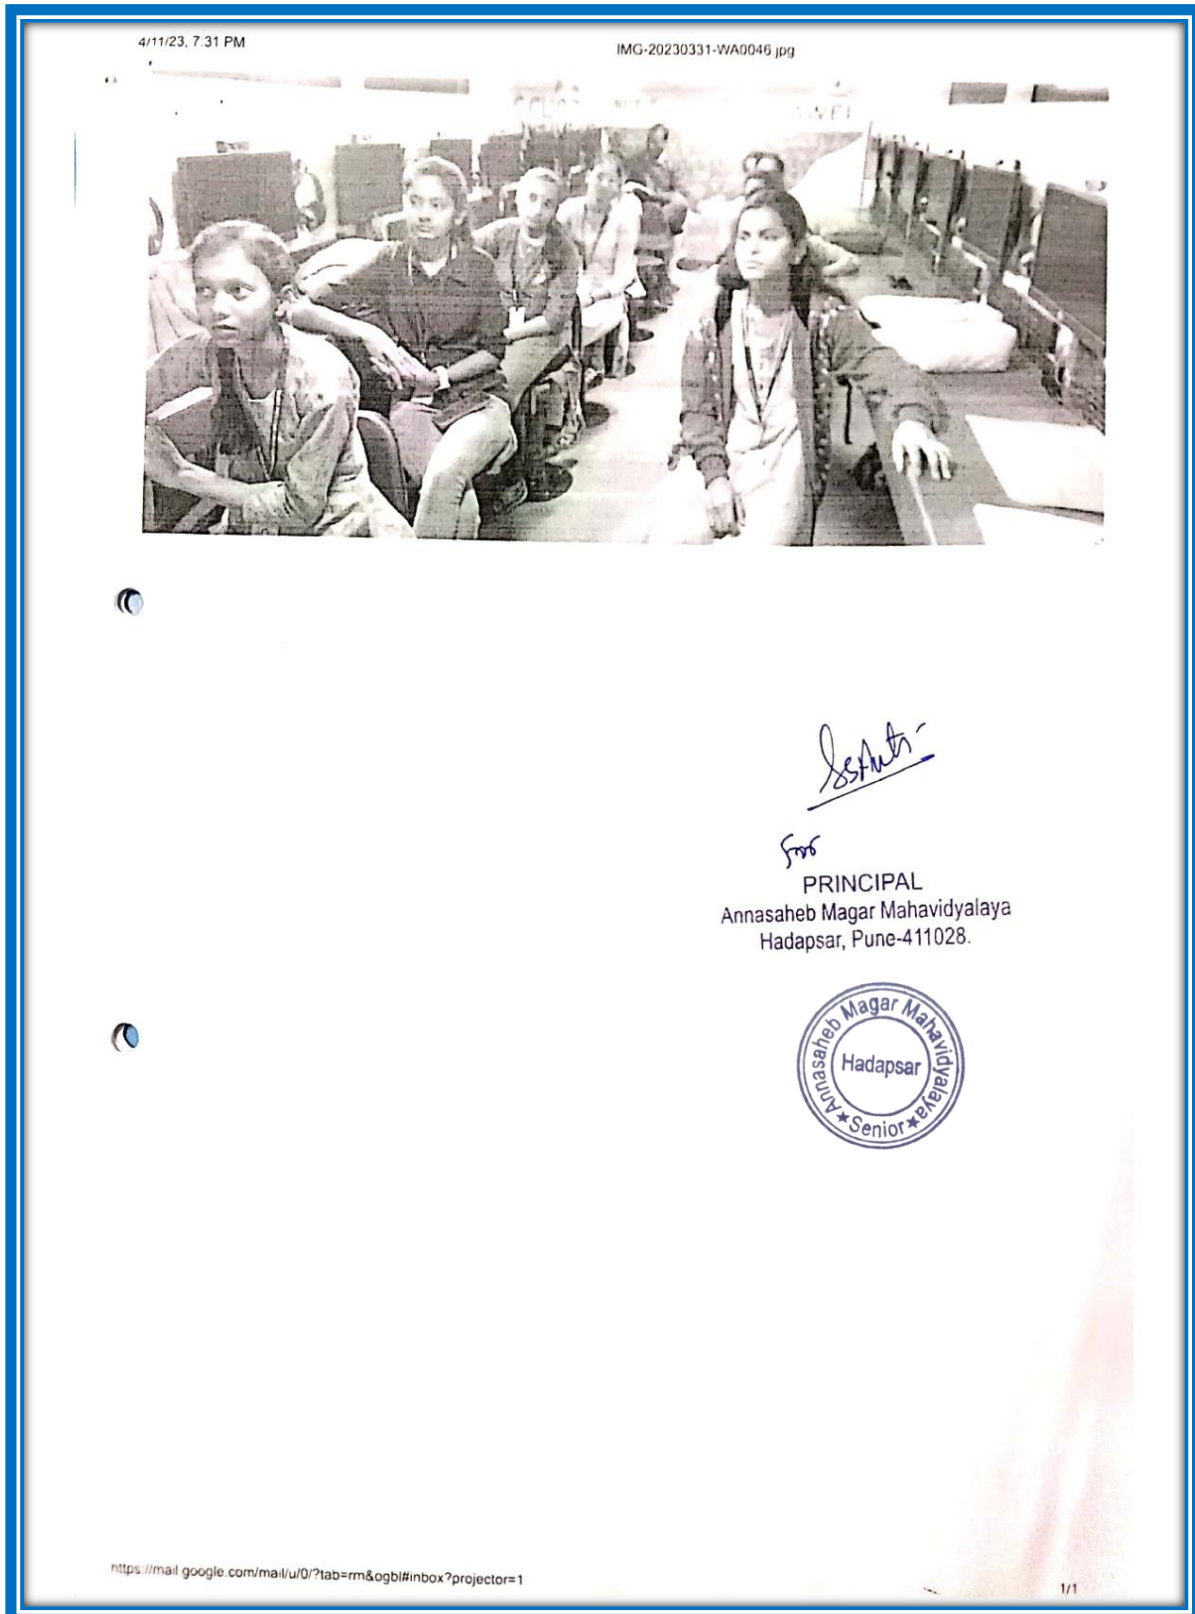 4/11/23, 7:31 PM
IMG-20230331-WA0046.jpg
for
PRINCIPAL
Annasaheb Magar Mahavidyalaya
Hadapsar, Pune-411028.
Annasaheb Magar Mahavidyalaya
Hadapsar
★Senior★
https://mail.google.com/mail/u/0/?tab=rm&ogbl#inbox?projector=1
1/1